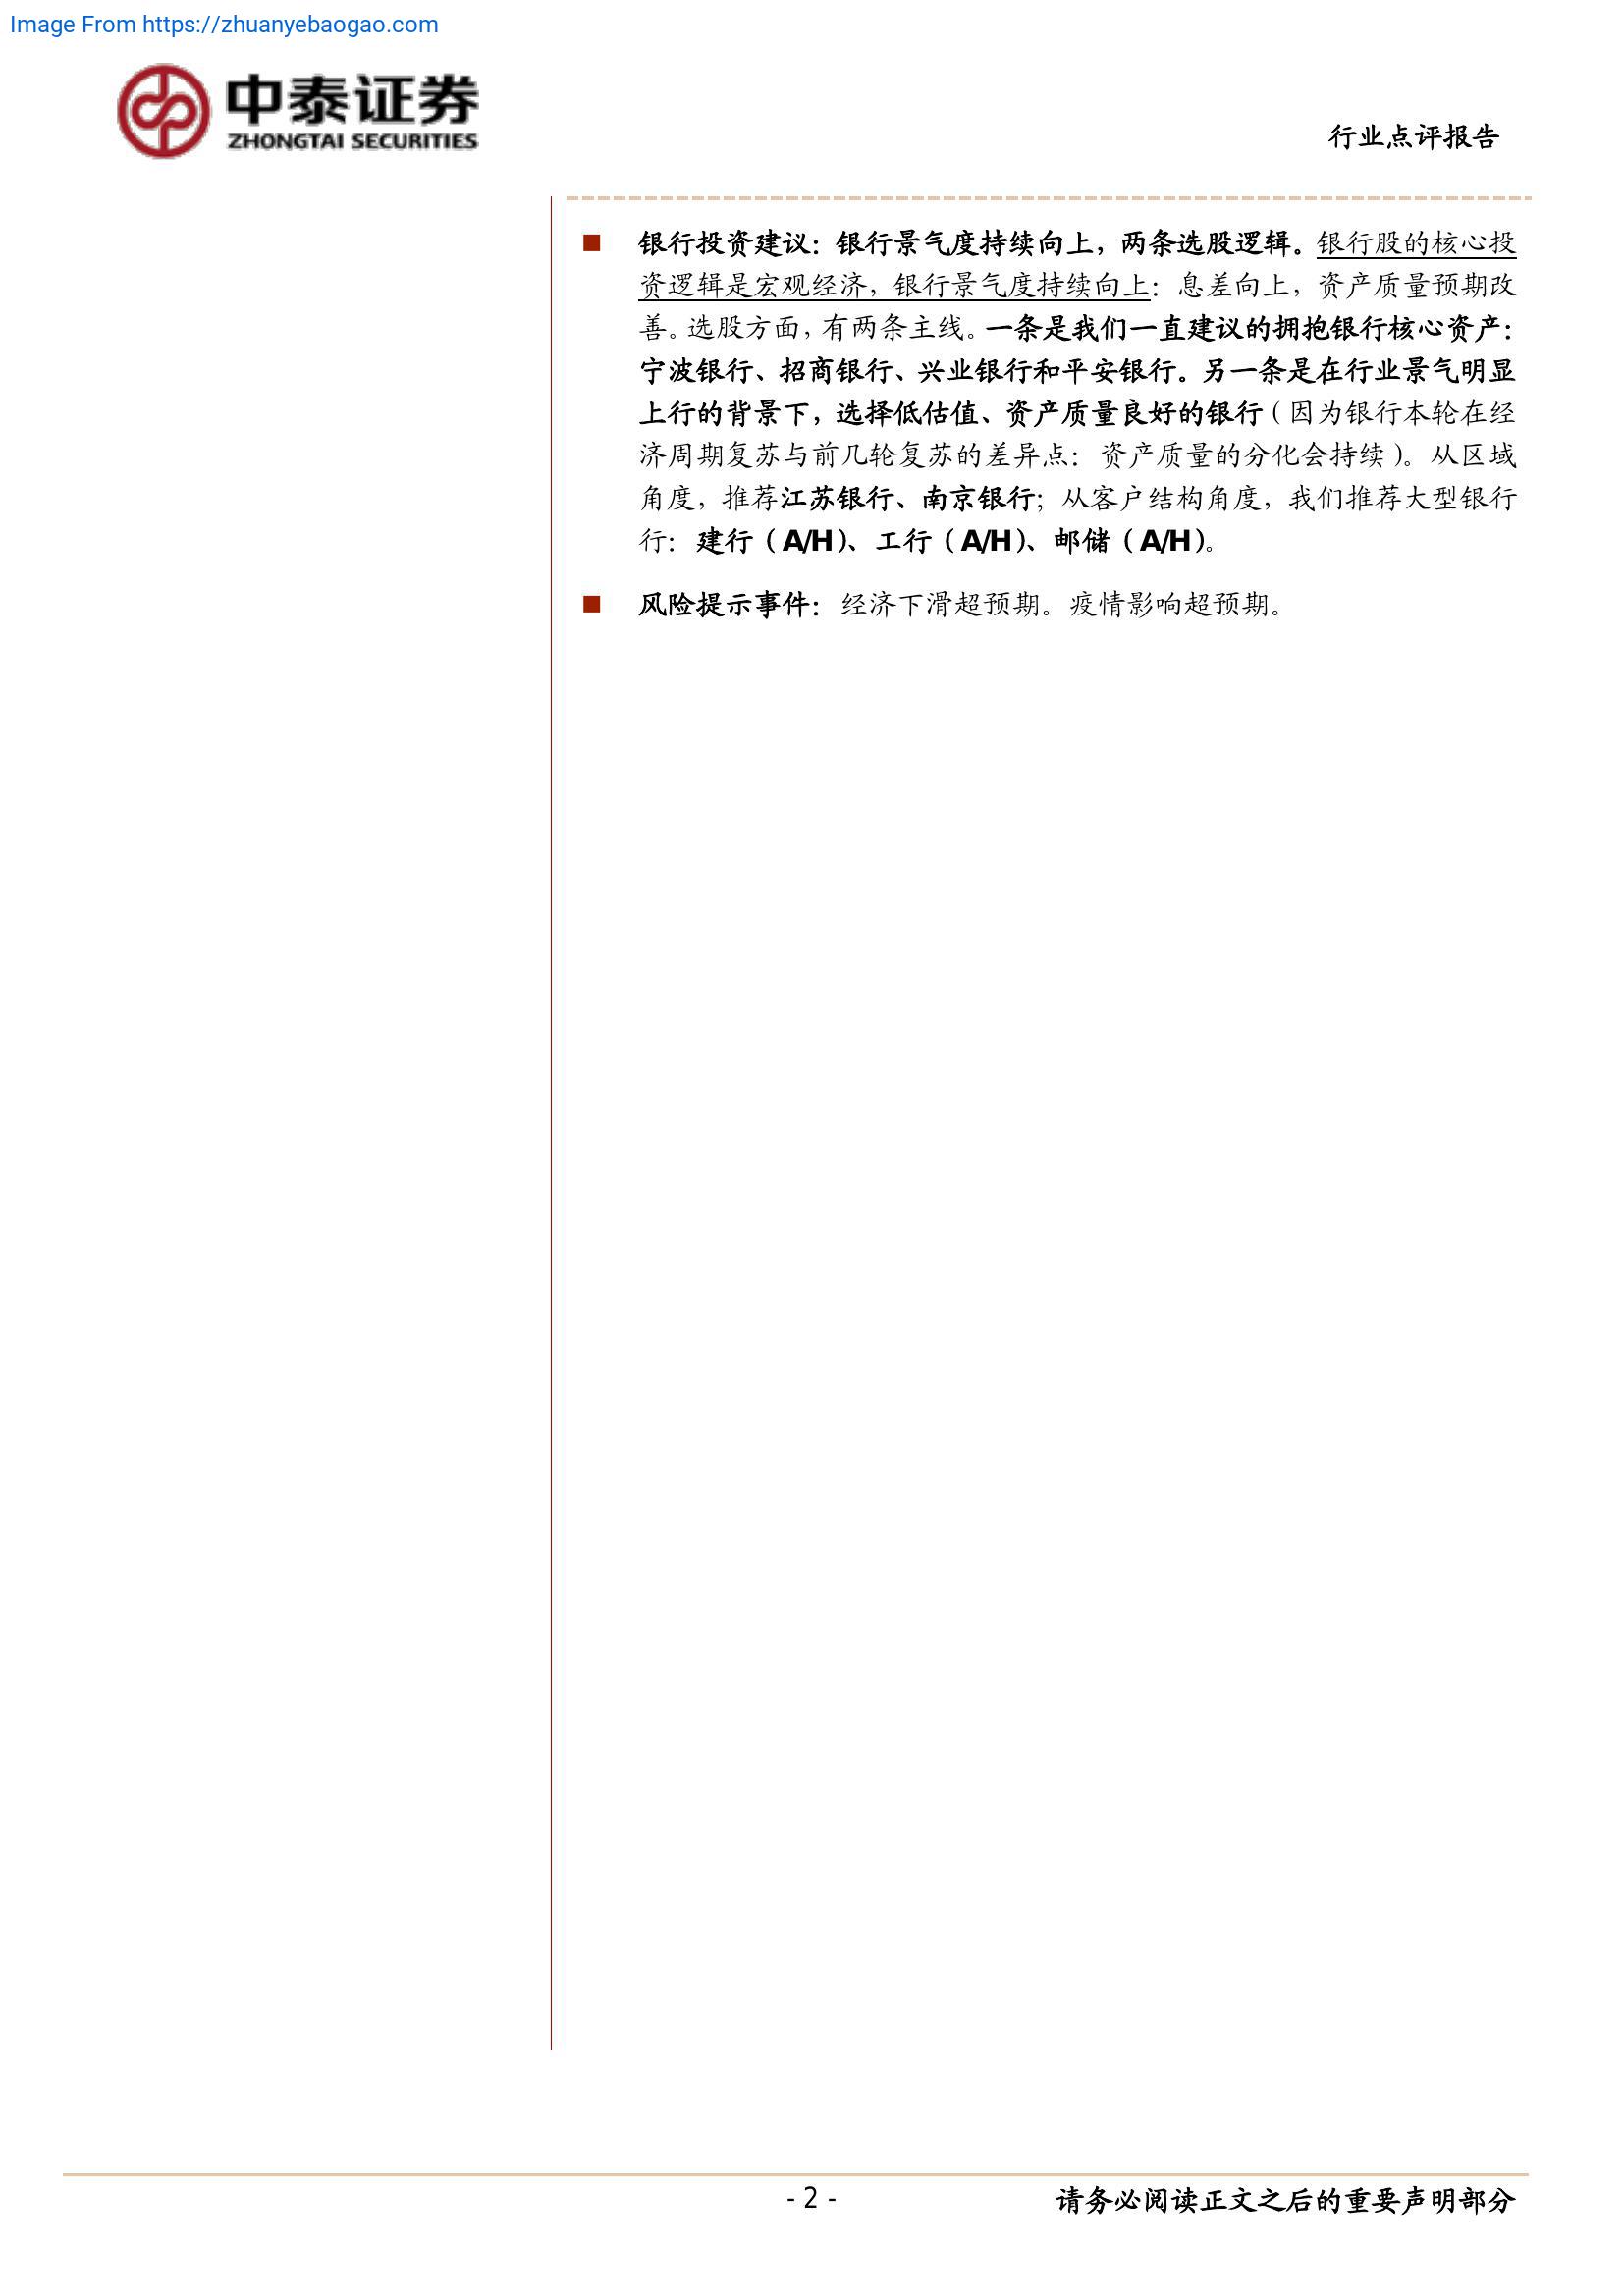 Image From https://zhuanyebaogao.com
中泰证券
ZHONGTAI SECURITIES
行业点评报告
银行投资建议：银行景气度持续向上，两条选股逻辑。银行股的核心投
资逻辑是宏观经济，银行景气度持续向上：息差向上，资产质量预期改
善。选股方面，有两条主线。一条是我们一直建议的拥抱银行核心资产：
宁波银行、招商银行、兴业银行和平安银行。另一条是在行业景气明显
上行的背景下，选择低估值、资产质量良好的银行（因为银行本轮在经
济周期复苏与前几轮复苏的差异点：资产质量的分化会持续）。从区域
角度，推荐江苏银行、南京银行；从客户结构角度，我们推荐大型银行
行：建行（A/H）、工行（A/H）、邮储（A/H）。
风险提示事件：经济下滑超预期。疫情影响超预期。
- 2 -
请务必阅读正文之后的重要声明部分